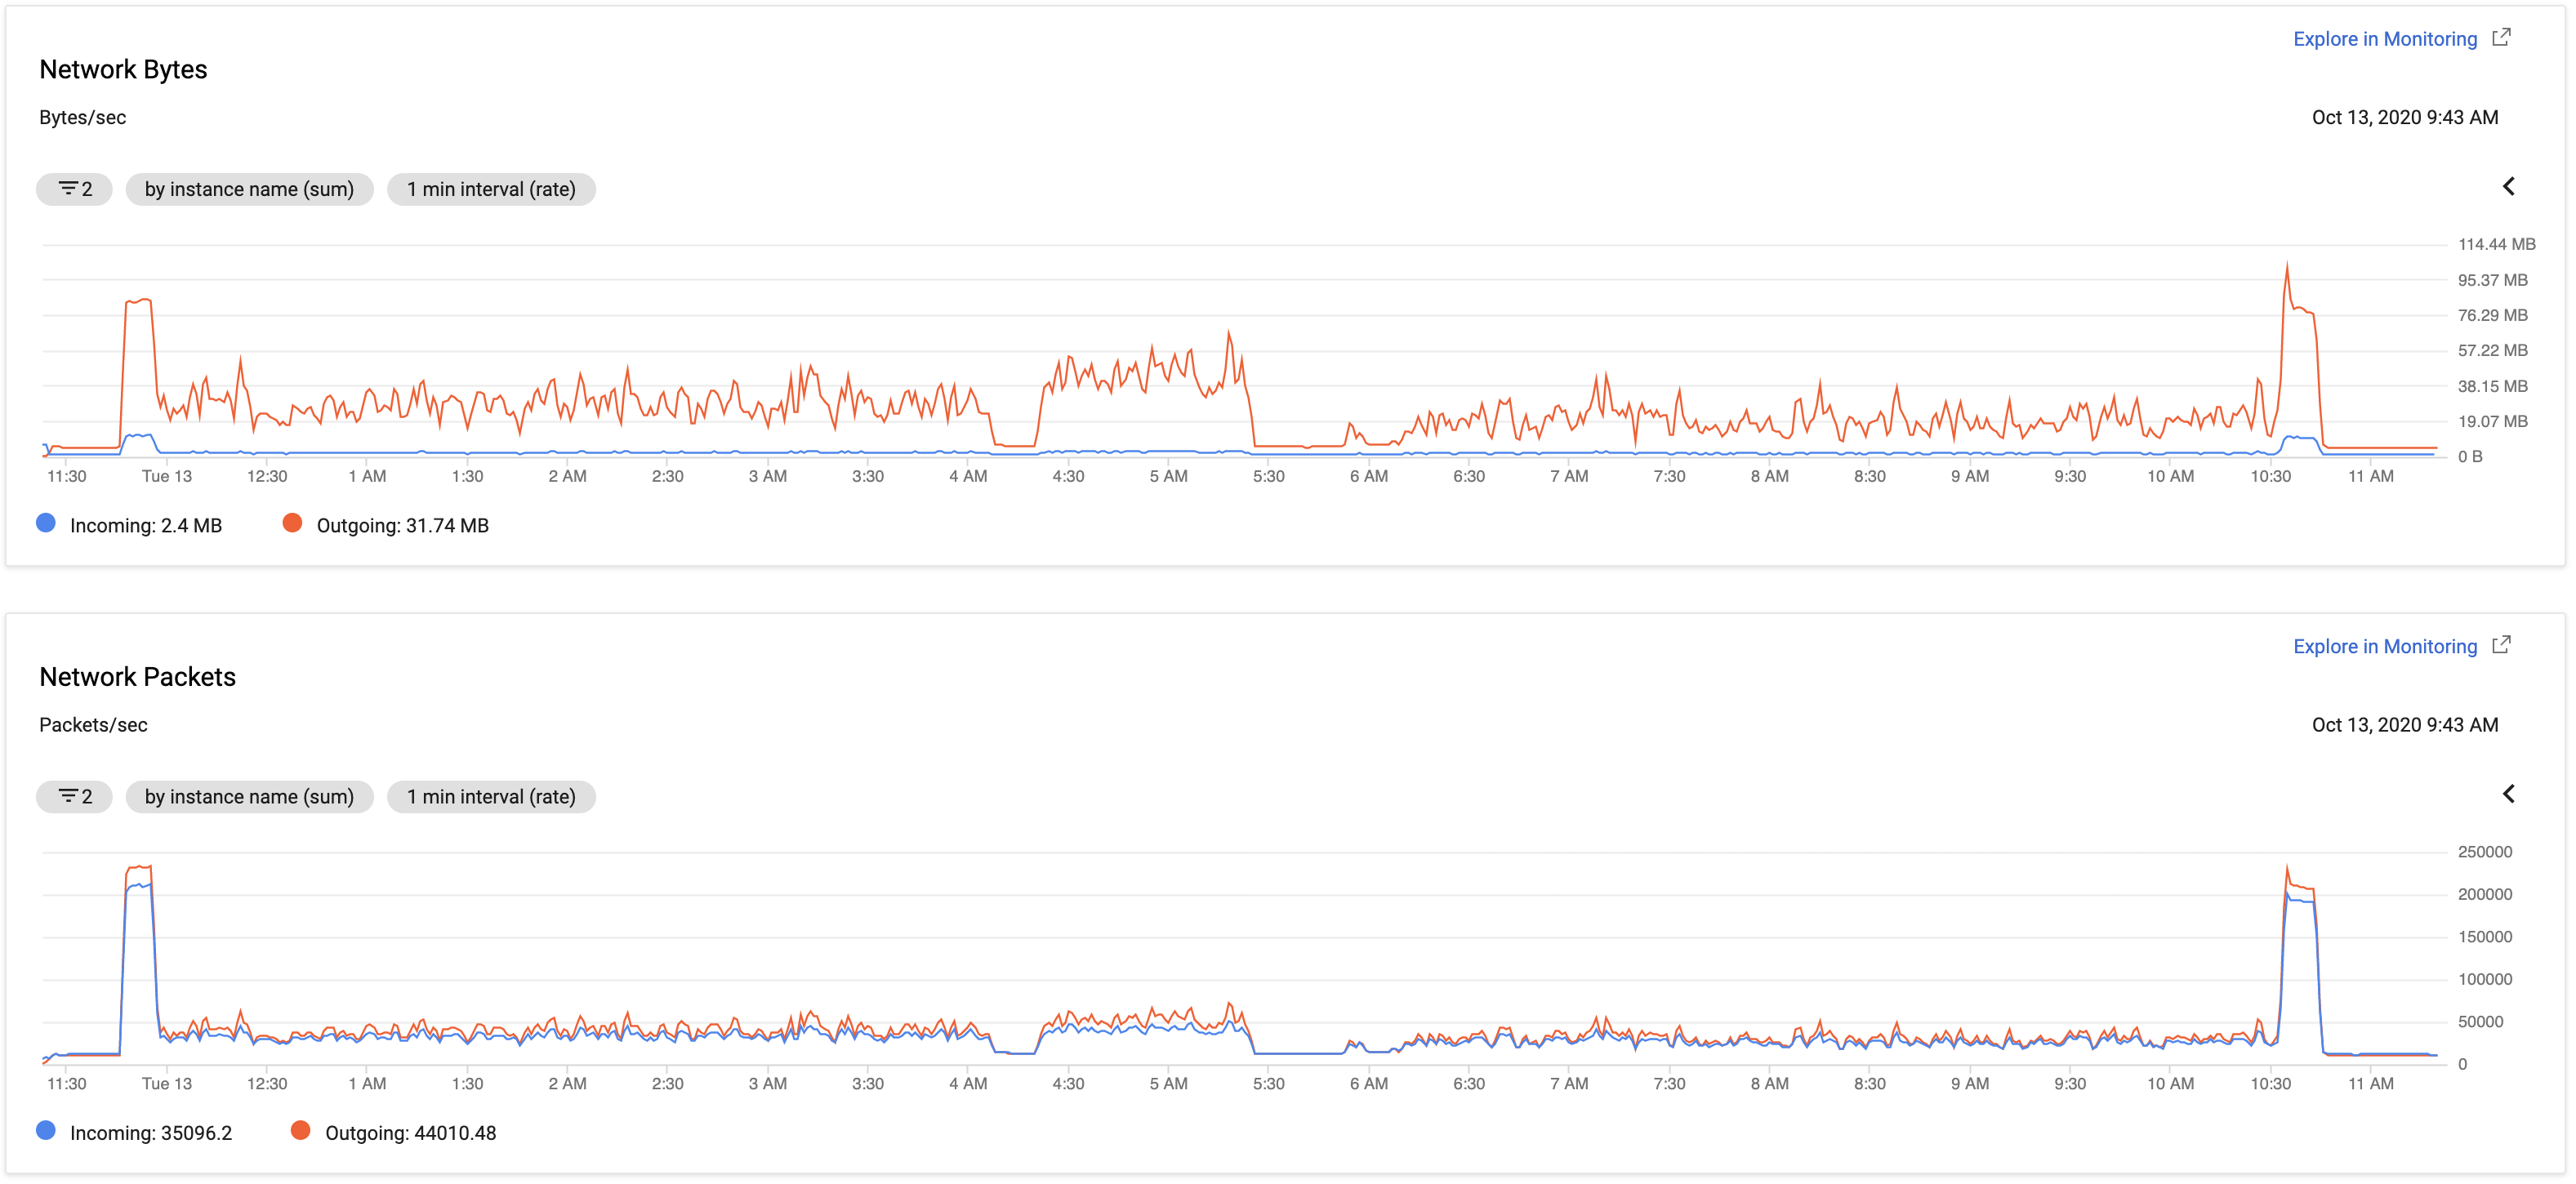 Explore in Monitoring
Network Bytes
Bytes/sec
Oct 13, 2020 9:43 AM
2 by instance name (sum) 1 min interval (rate)
114.44 MB
95.37 MB
76.29 MB
57.22 MB
38.15 MB
19.07 MB
0 B
11:30 Tue 13 12:30 1 AM 1:30 2 AM 2:30 3 AM 3:30 4 AM 4:30 5 AM 5:30 6 AM 6:30 7 AM 7:30 8 AM 8:30 9 AM 9:30 10 AM 10:30 11 AM
Incoming: 2.4 MB Outgoing: 31.74 MB
Explore in Monitoring
Network Packets
Packets/sec
Oct 13, 2020 9:43 AM
2 by instance name (sum) 1 min interval (rate)
250000
200000
150000
100000
50000
0
11:30 Tue 13 12:30 1 AM 1:30 2 AM 2:30 3 AM 3:30 4 AM 4:30 5 AM 5:30 6 AM 6:30 7 AM 7:30 8 AM 8:30 9 AM 9:30 10 AM 10:30 11 AM
Incoming: 35096.2 Outgoing: 44010.48